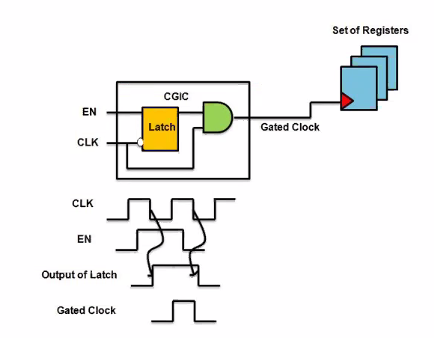 Set of Registers
CGIC
EN
Latch
CLK
Gated Clock
CLK
EN
Output of Latch
Gated Clock